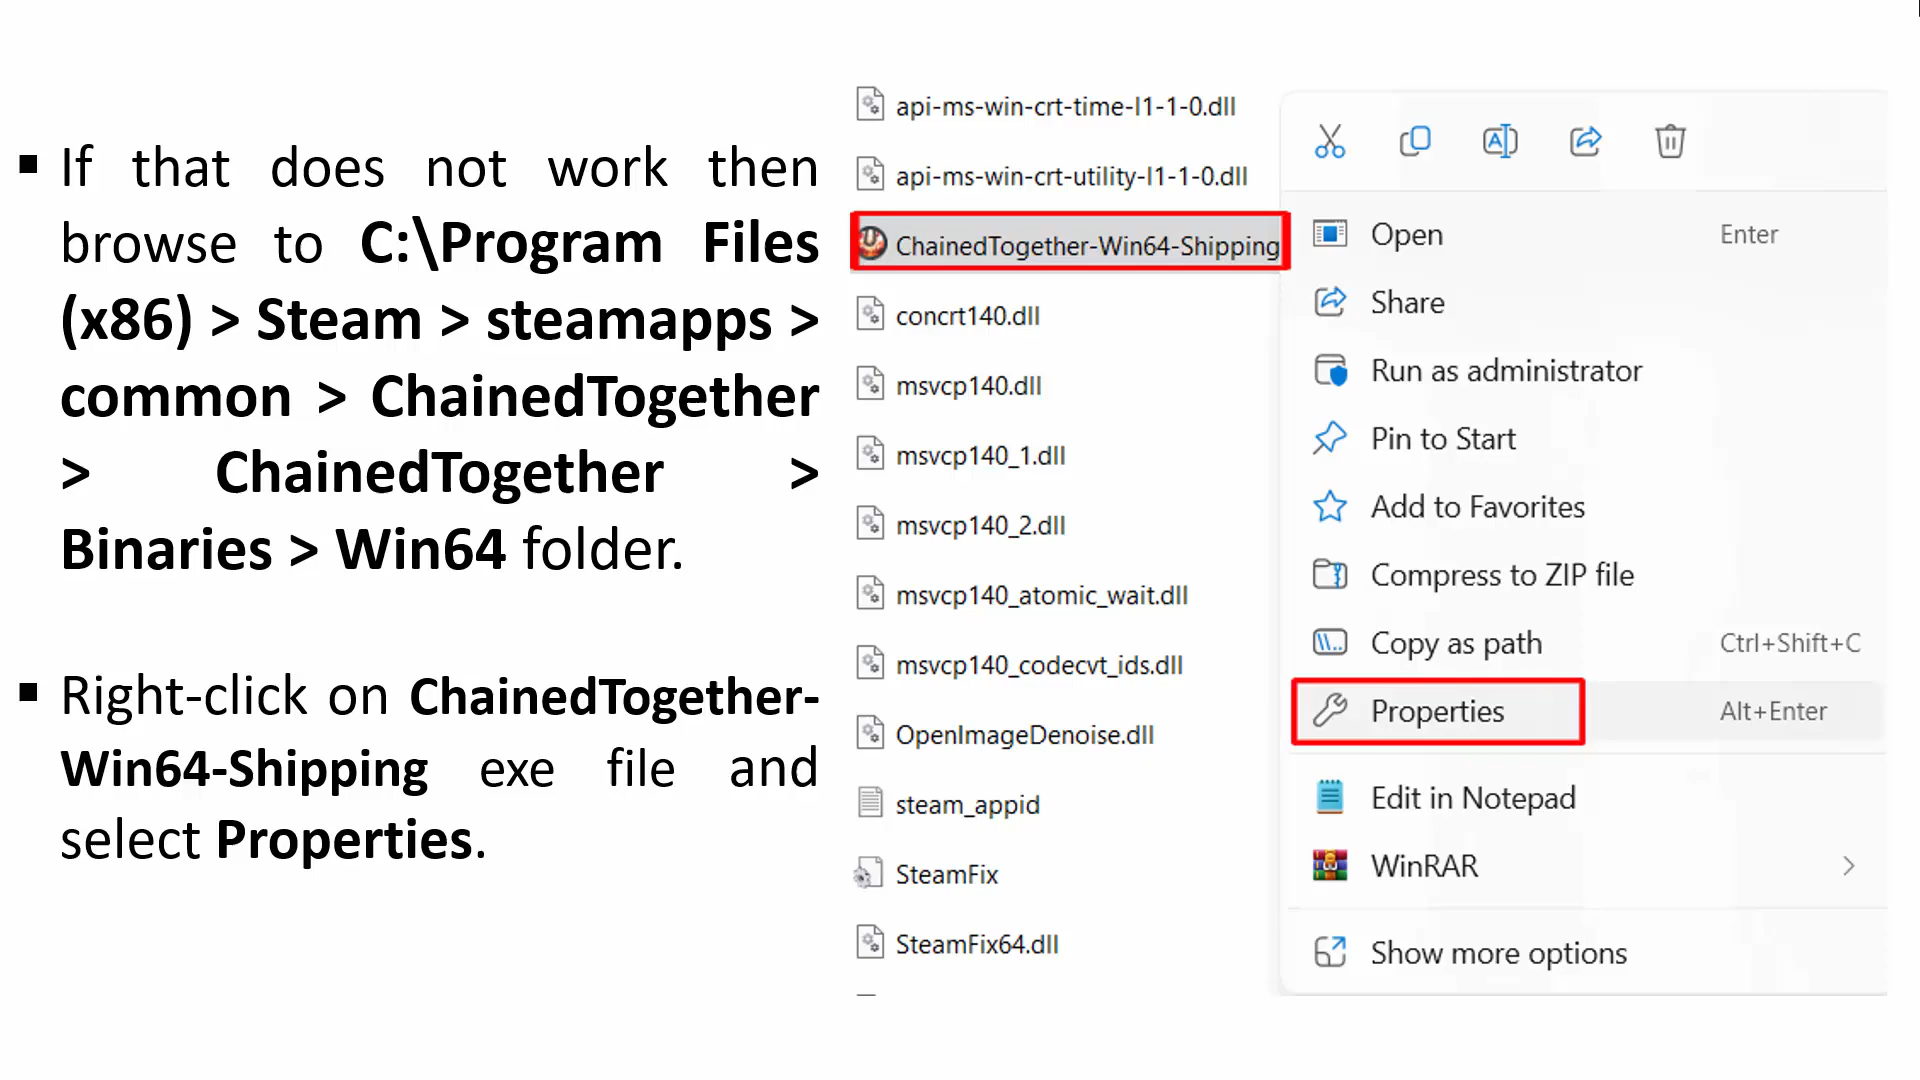 ▪ If that does not work then
browse to C:\Program Files
(x86) > Steam > steamapps >
common > ChainedTogether
> ChainedTogether >
Binaries > Win64 folder.
▪ Right-click on ChainedTogether-
Win64-Shipping exe file and
select Properties.
api-ms-win-crt-time-l1-1-0.dll
api-ms-win-crt-utility-l1-1-0.dll
ChainedTogether-Win64-Shipping
concrt140.dll
msvcp140.dll
msvcp140_1.dll
msvcp140_2.dll
msvcp140_atomic_wait.dll
msvcp140_codecvt_ids.dll
OpenImageDenoise.dll
steam_appid
SteamFix
SteamFix64.dll
Open Enter
Share
Run as administrator
Pin to Start
Add to Favorites
Compress to ZIP file
Copy as path Ctrl+Shift+C
Properties Alt+Enter
Edit in Notepad
WinRAR
Show more options